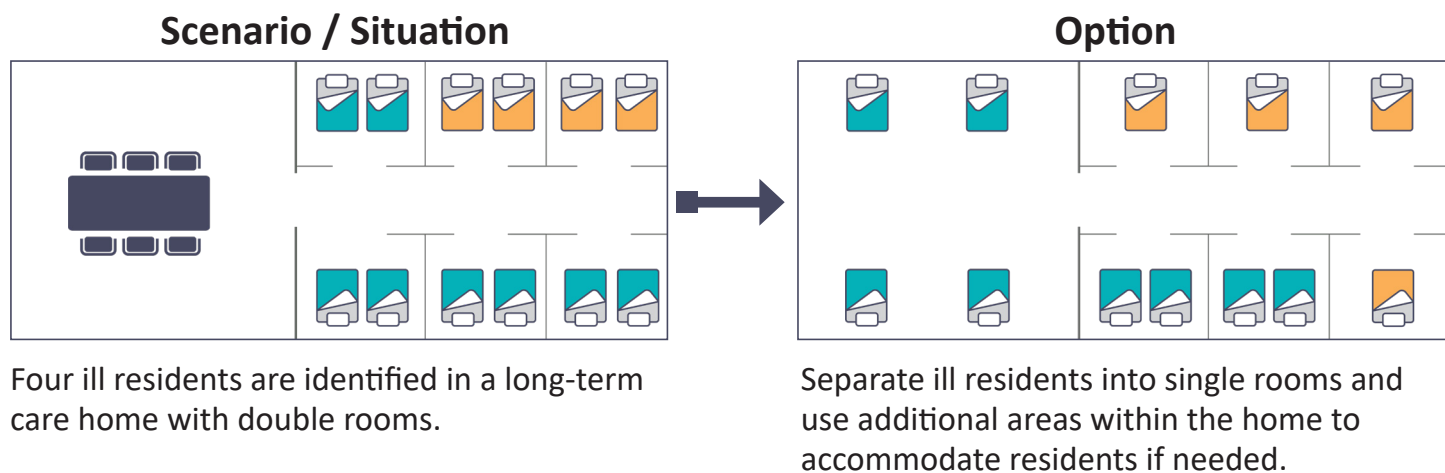 Scenario / Situation
Option
Four ill residents are identified in a long-term
care home with double rooms.
Separate ill residents into single rooms and
use additional areas within the home to
accommodate residents if needed.